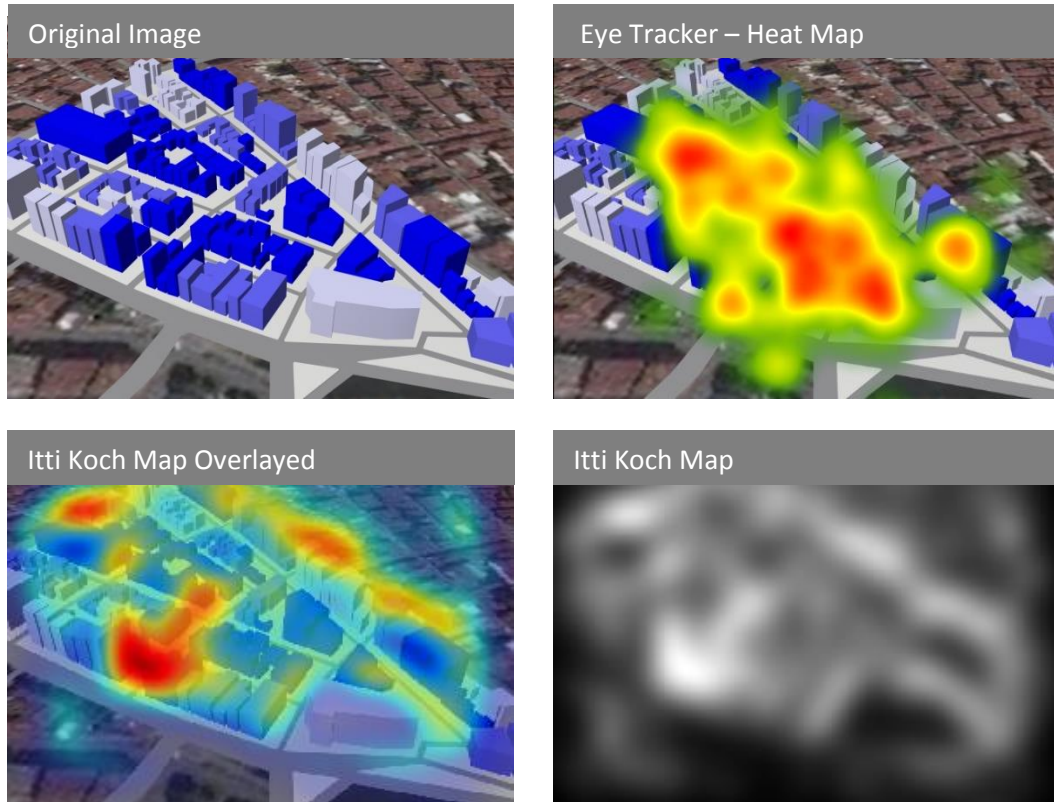 Original Image
Eye Tracker – Heat Map
Itti Koch Map Overlayed
Itti Koch Map